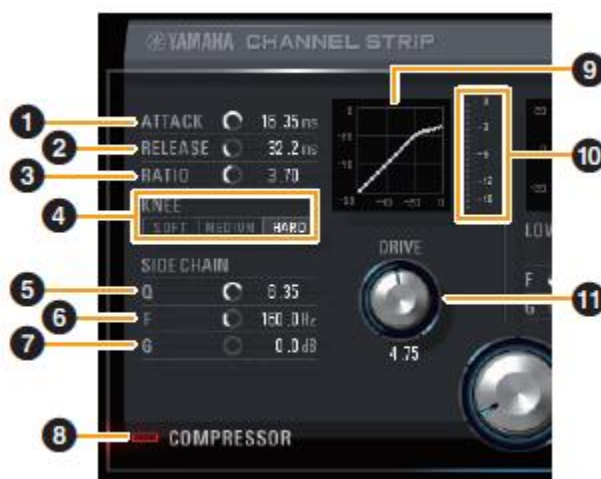 YAMAHA CHANNEL STRIP
1 ATTACK 16.35 ms
2 RELEASE 32.2 ms
3 RATIO 3.70
4 KNEE
SOFT MEDIUM HARD
SIDE CHAIN
5 Q 6.35
6 F 160.0 Hz
7 G 0.0 dB
8 COMPRESSOR
9
10
DRIVE
11
4.75
F
G